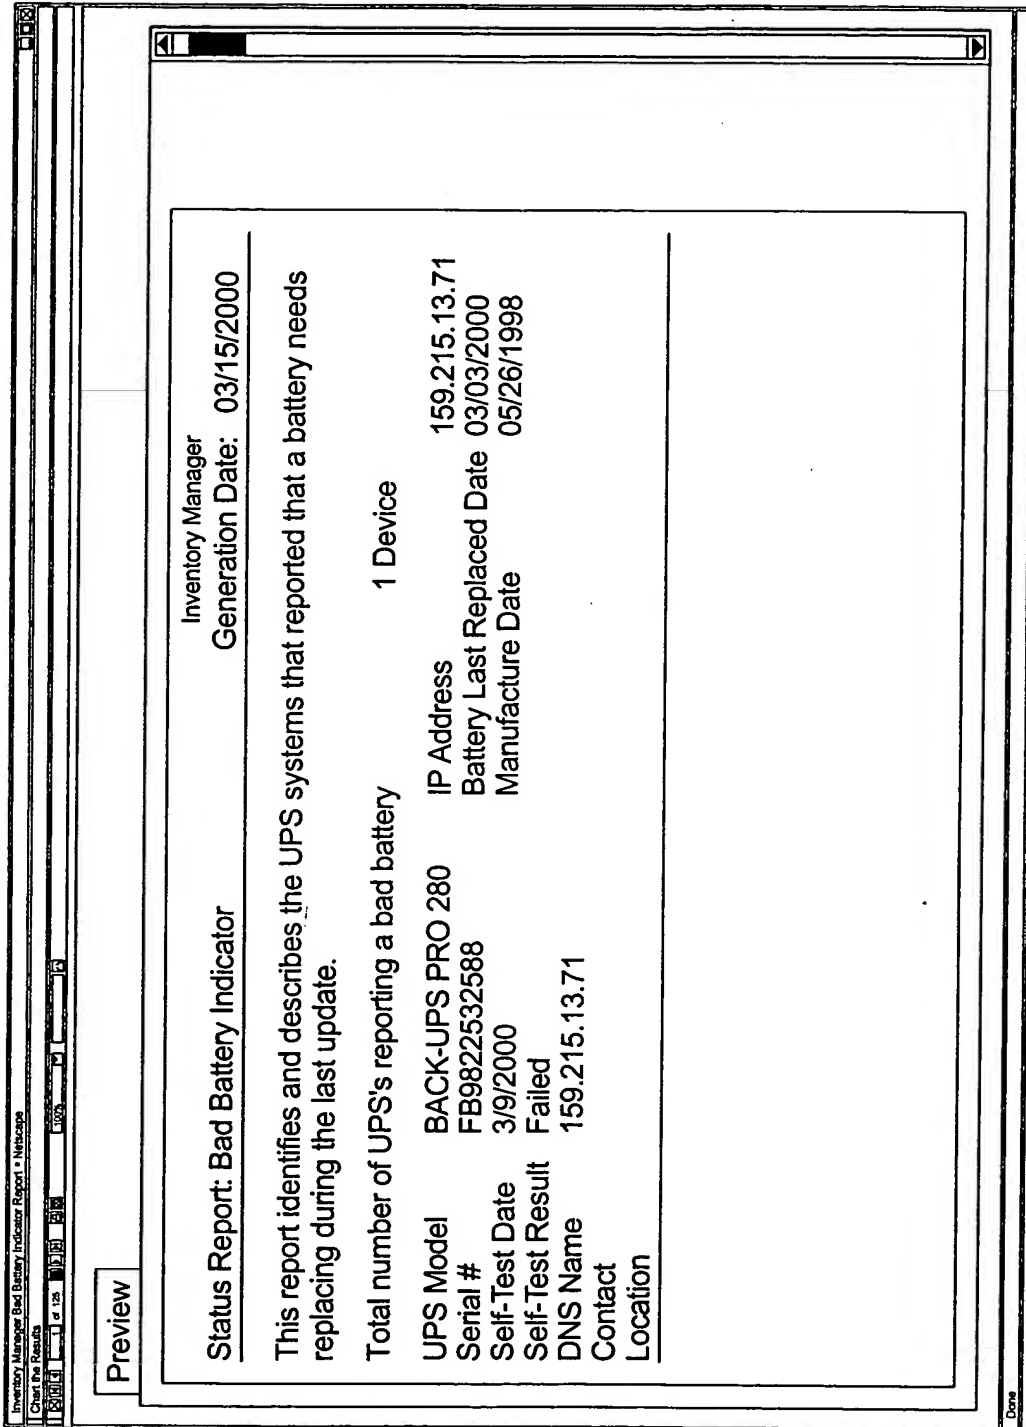 Inventory Manager Bad Battery Indicator Report • Netscape
Chart the Results
1 of 125 100%
Preview
Inventory Manager
Status Report: Bad Battery Indicator Generation Date: 03/15/2000
This report identifies and describes the UPS systems that reported that a battery needs
replacing during the last update.
Total number of UPS's reporting a bad battery 1 Device
UPS Model BACK-UPS PRO 280 IP Address 159.215.13.71
Serial # FB9822532588 Battery Last Replaced Date 03/03/2000
Self-Test Date 3/9/2000 Manufacture Date 05/26/1998
Self-Test Result Failed
DNS Name 159.215.13.71
Contact
Location
Done